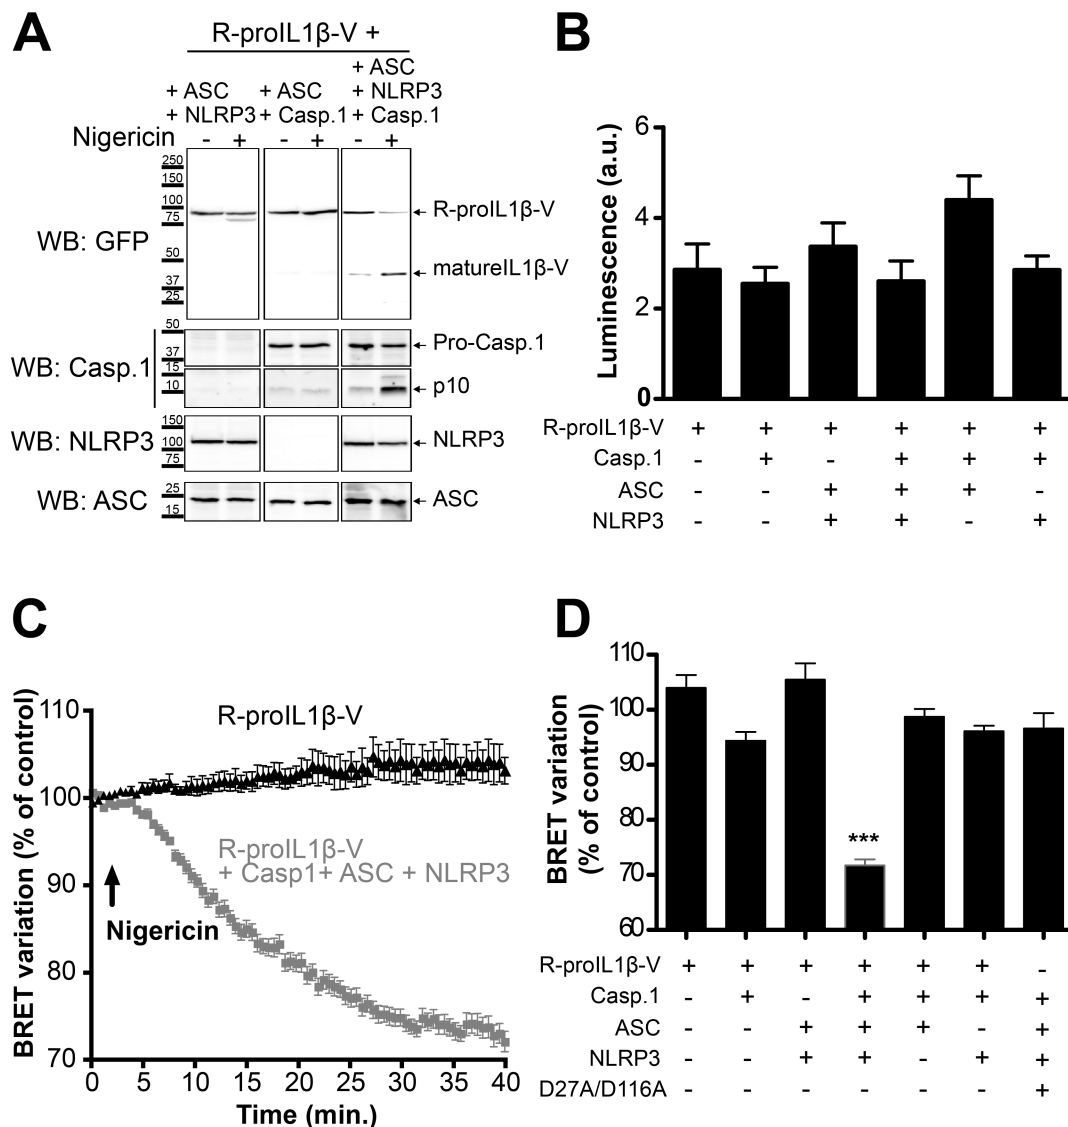 A
R-proIL1β-V +
+ ASC
+ ASC + ASC + NLRP3
+ NLRP3 + Casp.1 + Casp.1
Nigericin - + - + - +
250
150
100
75
50
37
25
WB: GFP
R-proIL1β-V
matureIL1β-V
50
37
15
10
WB: Casp.1
Pro-Casp.1
p10
150
100
75
WB: NLRP3
NLRP3
25
15
WB: ASC
ASC
B
Luminescence (a.u.)
6
4
2
0
R-proIL1β-V + + + + + +
Casp.1 - + - + + +
ASC - - + + + -
NLRP3 - - + + - +
C
BRET variation (% of control)
110
100
90
80
70
R-proIL1β-V
R-proIL1β-V
+ Casp1+ ASC + NLRP3
Nigericin
0 5 10 15 20 25 30 35 40
Time (min.)
D
BRET variation
(% of control)
110
100
90
80
70
60
***
R-proIL1β-V + + + + + + -
Casp.1 - + - + + + +
ASC - - + + + - +
NLRP3 - - + + - + +
D27A/D116A - - - - - - +